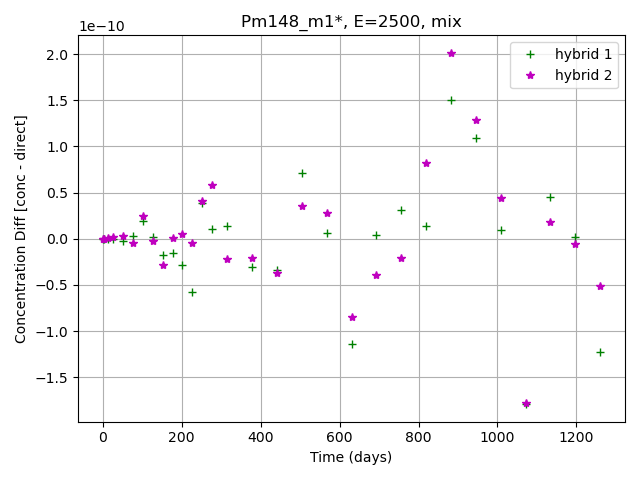 Pm148_m1*, E=2500, mix
1e−10
hybrid 1
hybrid 2
2.0
1.5
1.0
0.5
0.0
−0.5
−1.0
−1.5
Concentration Diff [conc - direct]
0 200 400 600 800 1000 1200
Time (days)